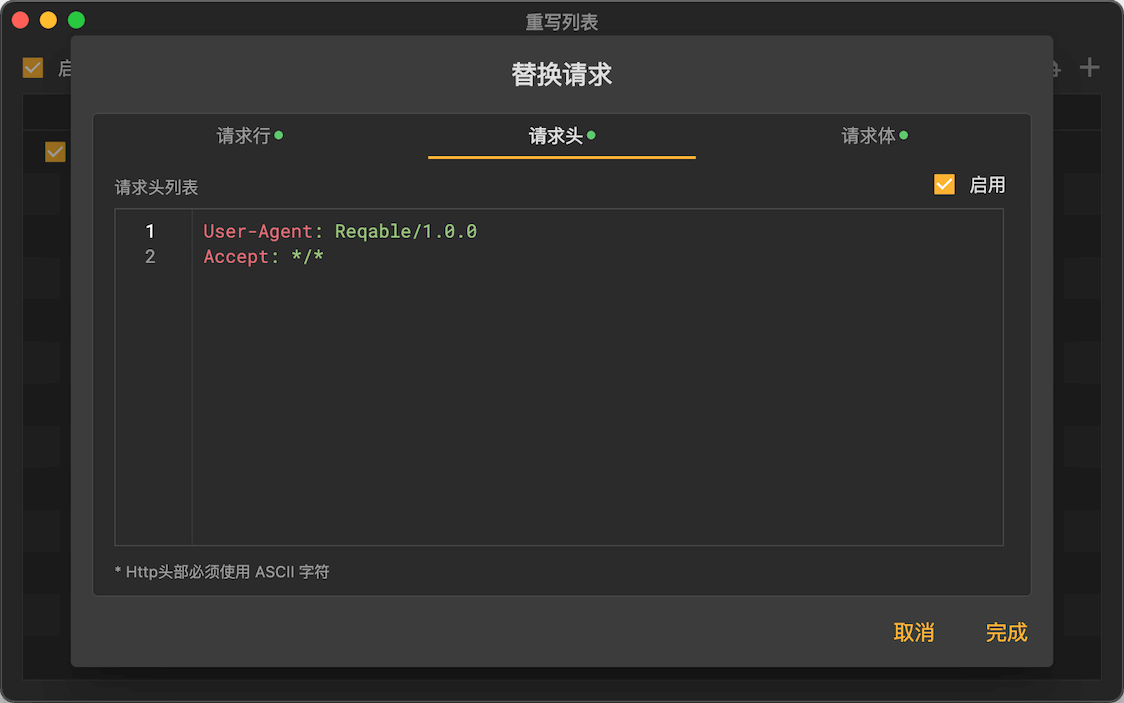 重写列表
启
替换请求
请求行
请求头
请求体
请求头列表
启用
1 User-Agent: Reqable/1.0.0
2 Accept: */*
* Http头部必须使用 ASCII 字符
取消
完成